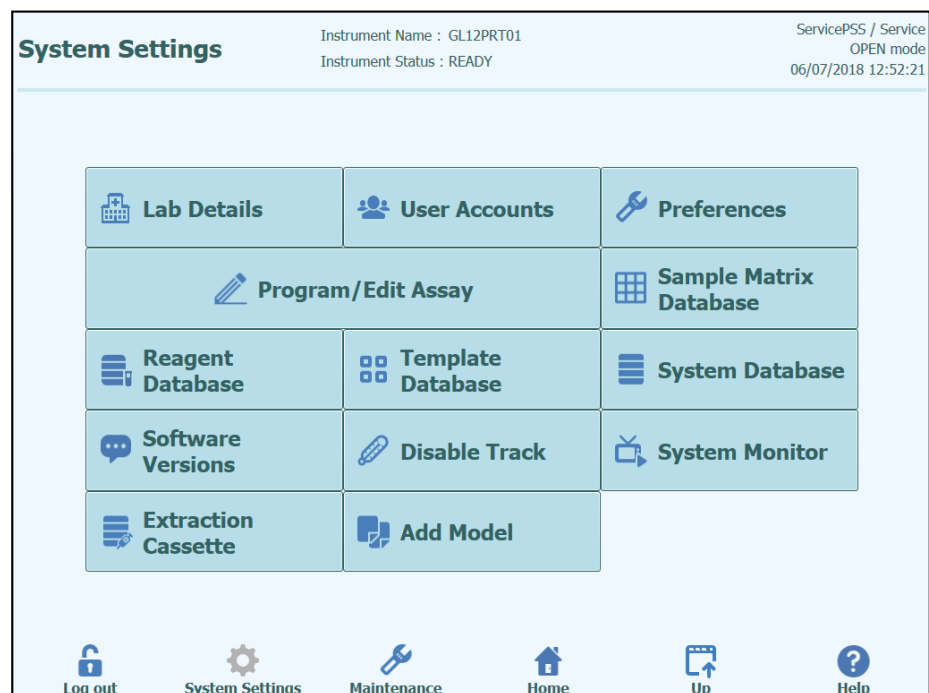 System Settings
Instrument Name : GL12PRT01
Instrument Status : READY
ServicePSS / Service
OPEN mode
06/07/2018 12:52:21
Lab Details
User Accounts
Preferences
Program/Edit Assay
Sample Matrix
Database
Reagent
Database
Template
Database
System Database
Software
Versions
Disable Track
System Monitor
Extraction
Cassette
Add Model
Log out
System Settings
Maintenance
Home
Up
Help